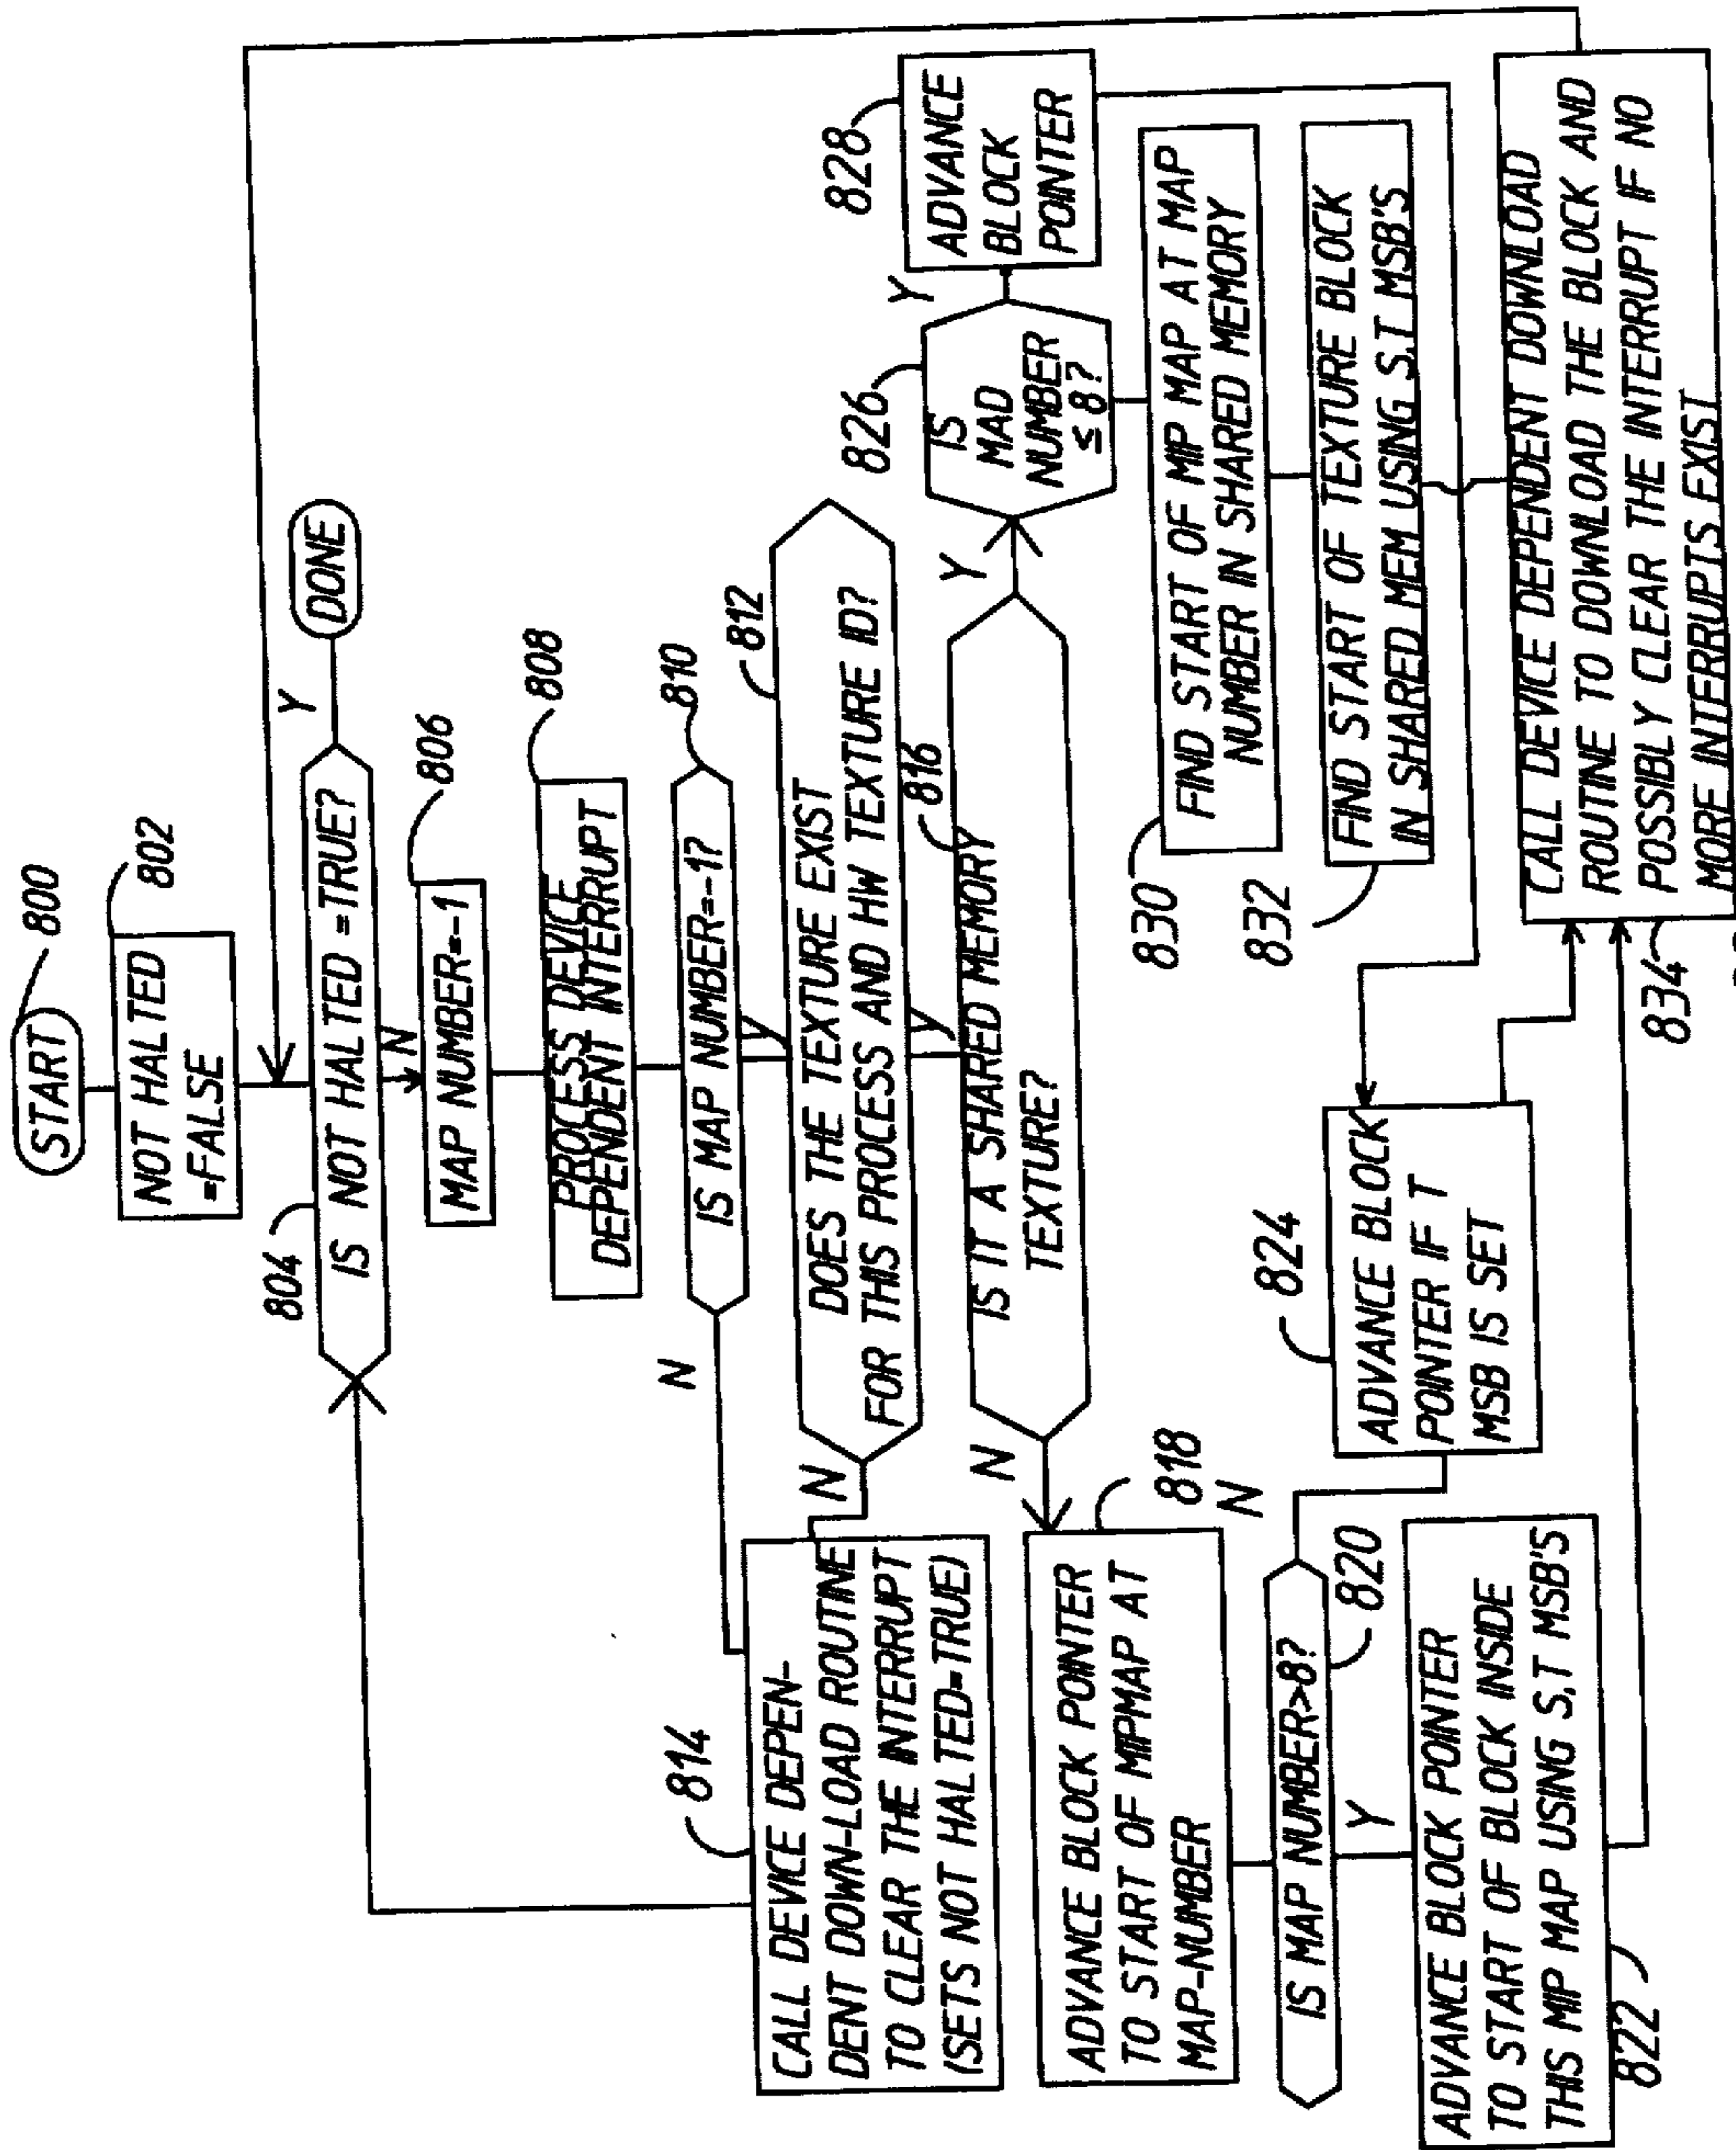 START
800
NOT HALTED
=FALSE
802
804
IS NOT HALTED =TRUE?
Y
DONE
N
MAP NUMBER=-1
806
PROCESS DEVICE
DEPENDENT INTERRUPT
808
IS MAP NUMBER=-1?
810
N
Y
DOES THE TEXTURE EXIST
FOR THIS PROCESS AND HW TEXTURE ID?
812
N
Y
814
CALL DEVICE DEPEN-
DENT DOWN-LOAD ROUTINE
TO CLEAR THE INTERRUPT
(SETS NOT HALTED=TRUE)
IS IT A SHARED MEMORY
TEXTURE?
816
N
Y
826
IS
MAD
NUMBER
≤ 8?
Y
828
ADVANCE
BLOCK
POINTER
ADVANCE BLOCK POINTER
TO START OF MIPMAP AT
MAP-NUMBER
818
N
IS MAP NUMBER>8?
820
Y
ADVANCE BLOCK POINTER
TO START OF BLOCK INSIDE
THIS MIP MAP USING S,T MSB'S
822
824
ADVANCE BLOCK
POINTER IF T
MSB IS SET
830
FIND START OF MIP MAP AT MAP
NUMBER IN SHARED MEMORY
832
FIND START OF TEXTURE BLOCK
IN SHARED MEM USING S.T MSB'S
CALL DEVICE DEPENDENT DOWNLOAD
ROUTINE TO DOWNLOAD THE BLOCK AND
POSSIBLY CLEAR THE INTERRUPT IF NO
MORE INTERRUPTS EXIST
834